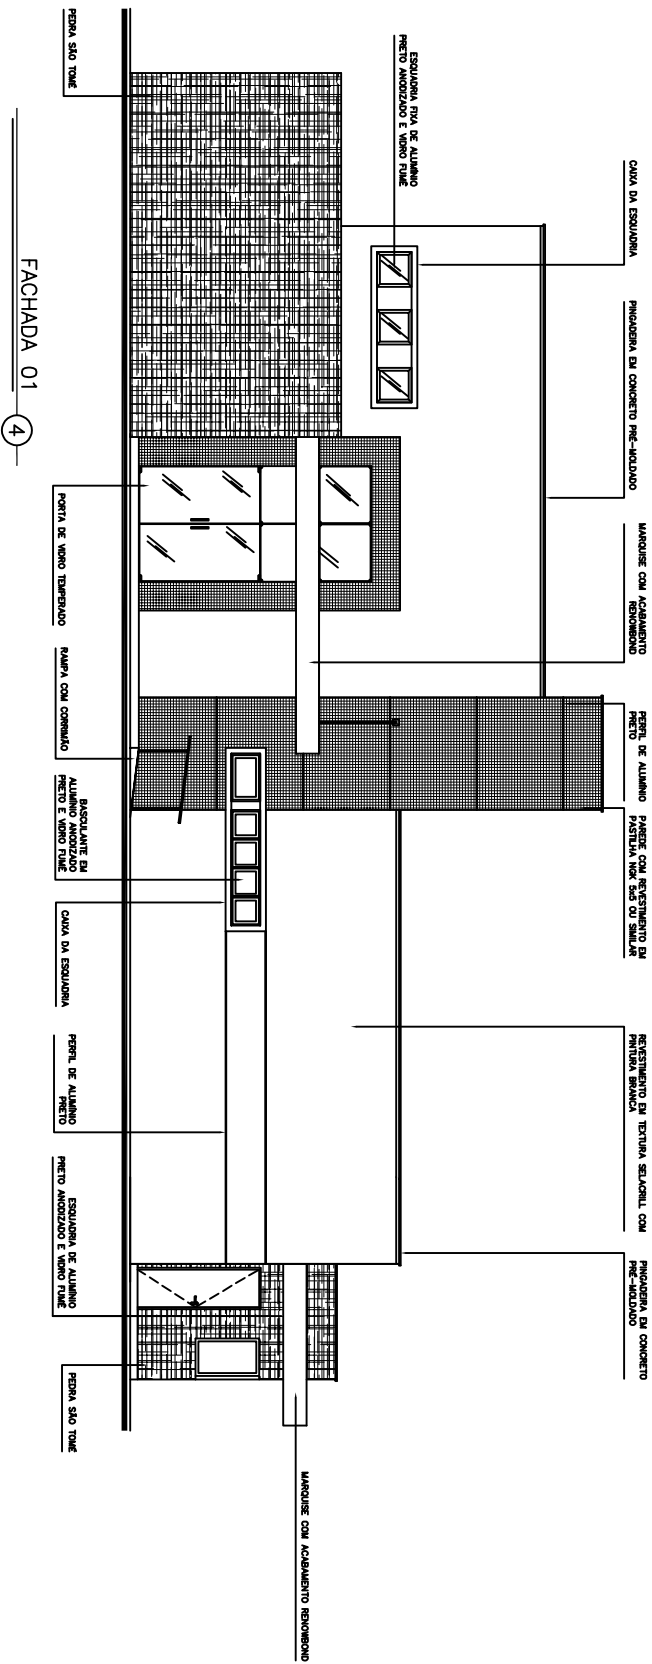 CAIXA DA ESQUADRIA
PINGADEIRA EM CONCRETO PRÉ-MOLDADO
MARQUISE COM ACABAMENTO
RENOWBOND
PERFIL DE ALUMÍNIO
PRETO
PAREDE COM REVESTIMENTO EM
PASTILHA NGK 5x5 OU SIMILAR
REVESTIMENTO EM TEXTURA SELACRILL COM
PINTURA BRANCA
PINGADEIRA EM CONCRETO
PRÉ-MOLDADO
ESQUADRIA FIXA DE ALUMÍNIO
PRETO ANODIZADO E VIDRO FUMÊ
MARQUISE COM ACABAMENTO RENOWBOND
PEDRA SÃO TOMÉ
PORTA DE VIDRO TEMPERADO
RAMPA COM CORRIMÃO
BASCULANTE EM
ALUMÍNIO ANODIZADO
PRETO E VIDRO FUMÊ
CAIXA DA ESQUADRIA
PERFIL DE ALUMÍNIO
PRETO
ESQUADRIA DE ALUMÍNIO
PRETO ANODIZADO E VIDRO FUMÊ
PEDRA SÃO TOMÉ
FACHADA 01
4